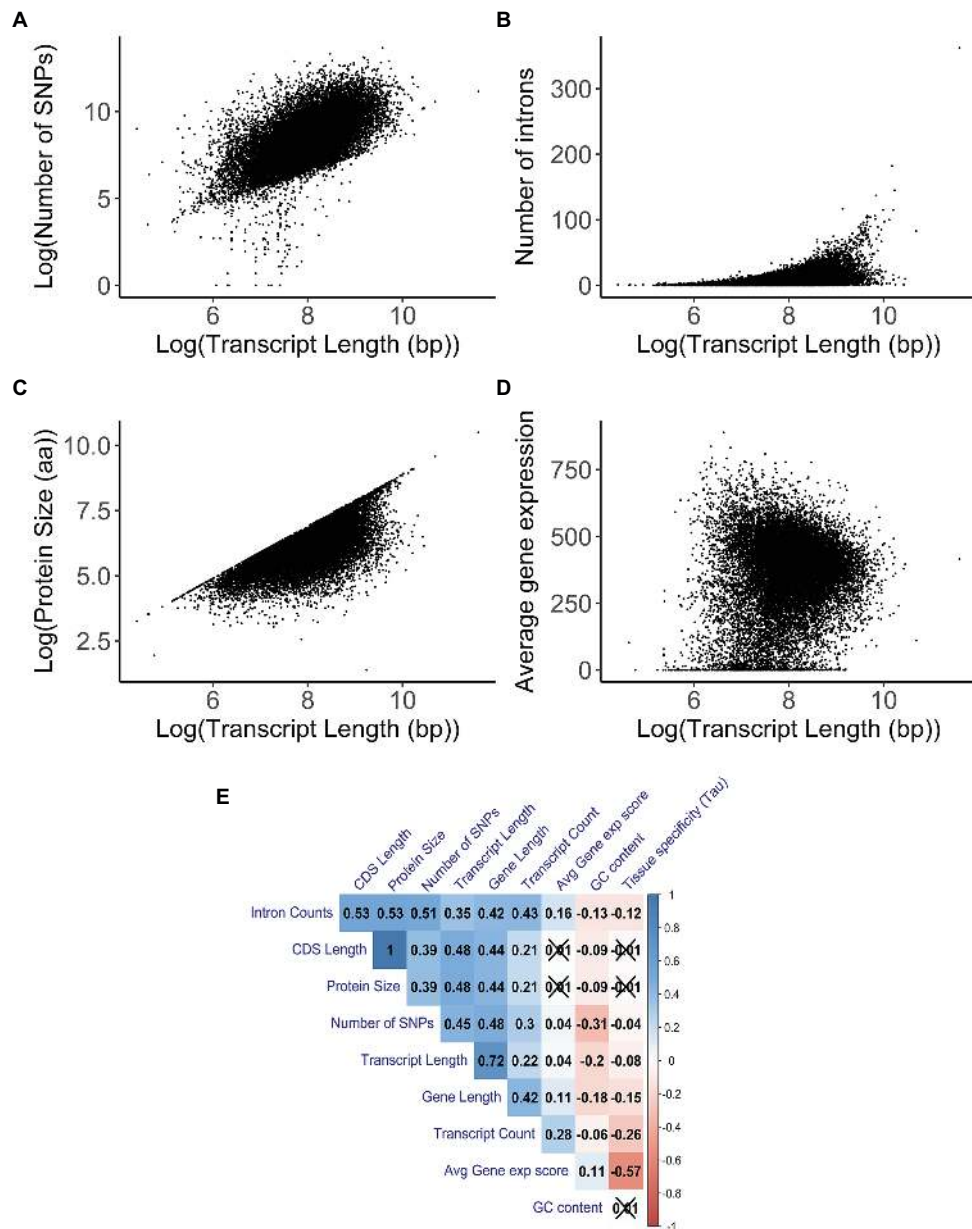 A
B
Log(Number of SNPs)
10
5
0
6 8 10
Log(Transcript Length (bp))
Number of introns
300
200
100
0
6 8 10
Log(Transcript Length (bp))
C
D
Log(Protein Size (aa))
10.0
7.5
5.0
2.5
6 8 10
Log(Transcript Length (bp))
Average gene expression
750
500
250
0
6 8 10
Log(Transcript Length (bp))
E
CDS Length
Protein Size
Number of SNPs
Transcript Length
Gene Length
Transcript Count
Avg Gene exp score
GC content
Tissue specificity (Tau)
Intron Counts 0.53 0.53 0.51 0.35 0.42 0.43 0.16 -0.13 -0.12
CDS Length 1 0.39 0.48 0.44 0.21 0.01 -0.09 -0.01
Protein Size 0.39 0.48 0.44 0.21 0.01 -0.09 -0.01
Number of SNPs 0.45 0.48 0.3 0.04 -0.31 -0.04
Transcript Length 0.72 0.22 0.04 -0.2 -0.08
Gene Length 0.42 0.11 -0.18 -0.15
Transcript Count 0.28 -0.06 -0.26
Avg Gene exp score 0.11 -0.57
GC content 0.01
1
0.8
0.6
0.4
0.2
0
-0.2
-0.4
-0.6
-0.8
-1